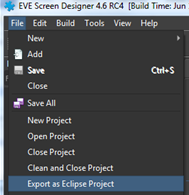 EVE Screen Designer 4.6 RC4 [Build Time: Jun
File Edit Build Tools View Help
New
Add
Save Ctrl+S
Close
Save All
New Project
Open Project
Close Project
Clean and Close Project
Export as Eclipse Project